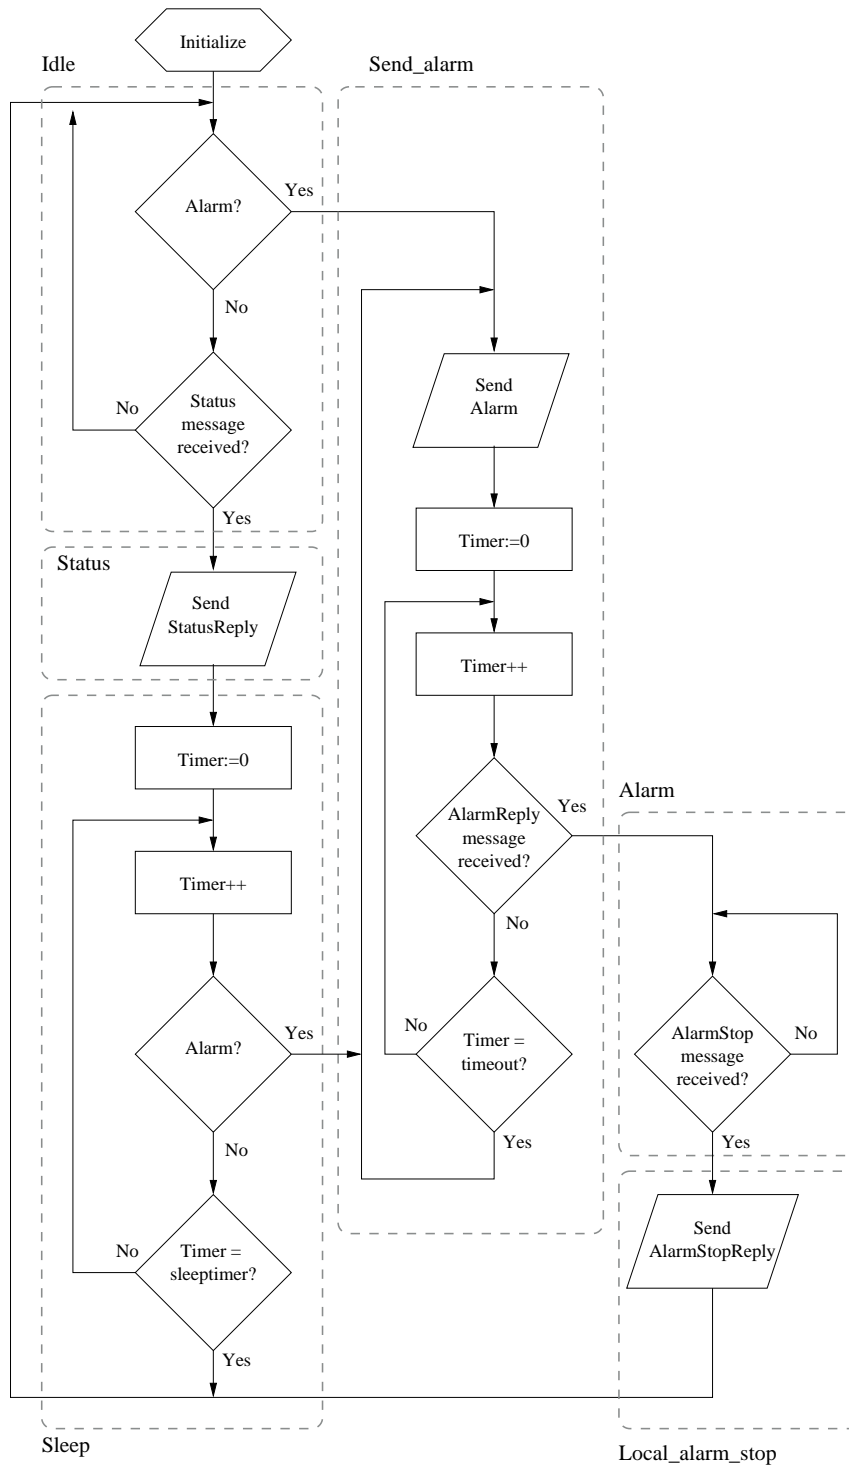 Initialize
Idle
Send_alarm
Alarm?
Yes
No
Status
message
received?
No
Yes
Send
Alarm
Timer:=0
Status
Send
StatusReply
Timer++
Timer:=0
AlarmReply
message
received?
Yes
No
Alarm
Timer++
Alarm?
Yes
No
Timer =
timeout?
No
Yes
AlarmStop
message
received?
No
Yes
Timer =
sleeptimer?
No
Yes
Send
AlarmStopReply
Sleep
Local_alarm_stop